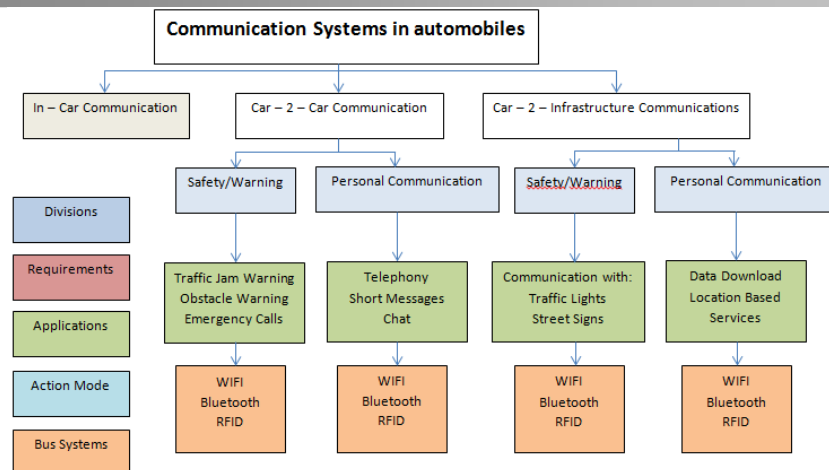 Communication Systems in automobiles
In – Car Communication
Car – 2 – Car Communication
Car – 2 – Infrastructure Communications
Safety/Warning
Personal Communication
Safety/Warning
Personal Communication
Divisions
Requirements
Applications
Action Mode
Bus Systems
Traffic Jam Warning
Obstacle Warning
Emergency Calls
Telephony
Short Messages
Chat
Communication with:
Traffic Lights
Street Signs
Data Download
Location Based
Services
WIFI
Bluetooth
RFID
WIFI
Bluetooth
RFID
WIFI
Bluetooth
RFID
WIFI
Bluetooth
RFID